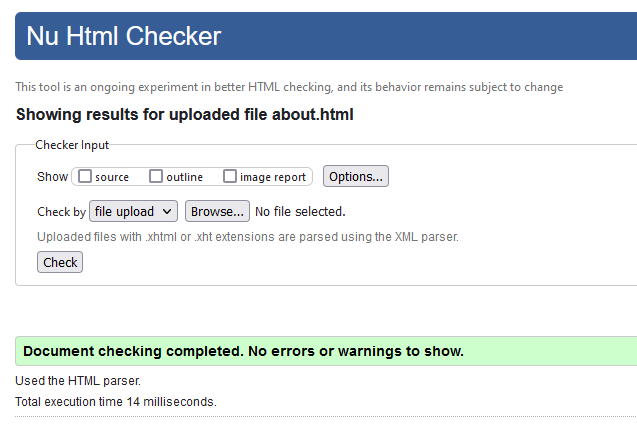 Nu Html Checker
This tool is an ongoing experiment in better HTML checking, and its behavior remains subject to change
Showing results for uploaded file about.html
Checker Input
Show source outline image report Options...
Check by file upload Browse... No file selected.
Uploaded files with .xhtml or .xht extensions are parsed using the XML parser.
Check
Document checking completed. No errors or warnings to show.
Used the HTML parser.
Total execution time 14 milliseconds.